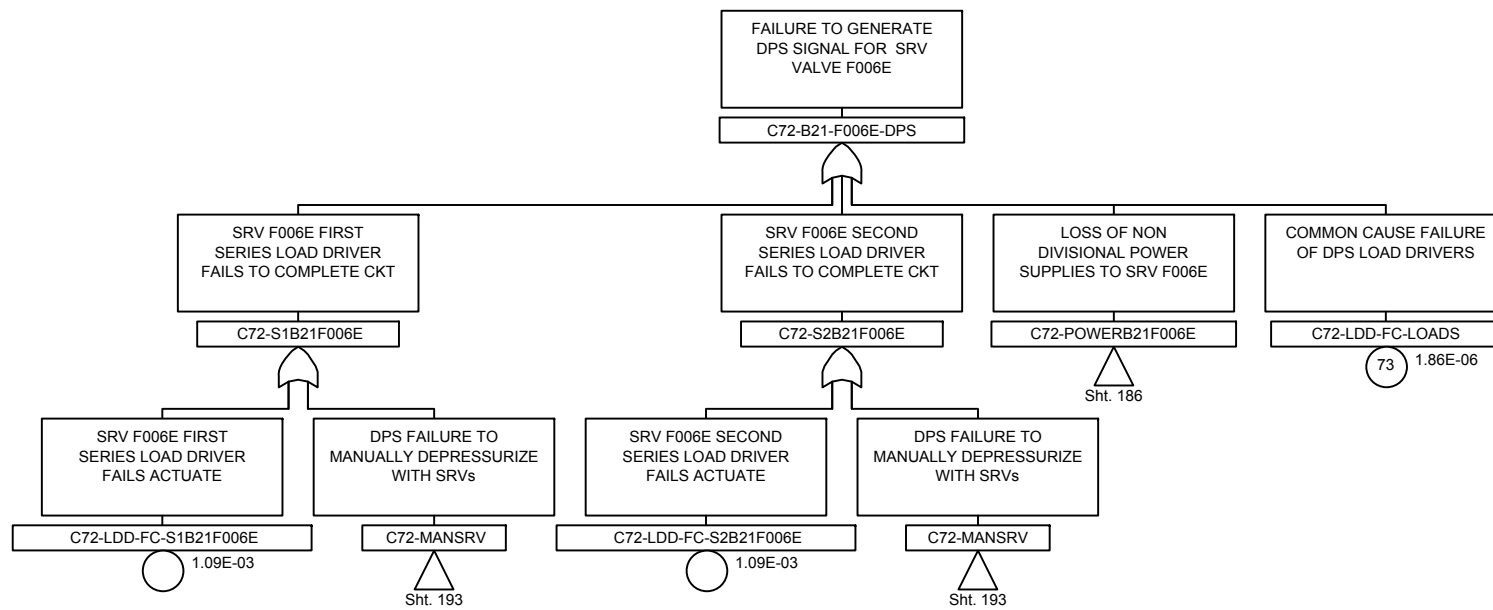 FAILURE TO GENERATE
DPS SIGNAL FOR SRV
VALVE F006E
C72-B21-F006E-DPS
SRV F006E FIRST
SERIES LOAD DRIVER
FAILS TO COMPLETE CKT
C72-S1B21F006E
SRV F006E SECOND
SERIES LOAD DRIVER
FAILS TO COMPLETE CKT
C72-S2B21F006E
LOSS OF NON
DIVISIONAL POWER
SUPPLIES TO SRV F006E
C72-POWERB21F006E
Sht. 186
COMMON CAUSE FAILURE
OF DPS LOAD DRIVERS
C72-LDD-FC-LOADS
73
1.86E-06
SRV F006E FIRST
SERIES LOAD DRIVER
FAILS ACTUATE
C72-LDD-FC-S1B21F006E
1.09E-03
DPS FAILURE TO
MANUALLY DEPRESSURIZE
WITH SRVs
C72-MANSRV
Sht. 193
SRV F006E SECOND
SERIES LOAD DRIVER
FAILS ACTUATE
C72-LDD-FC-S2B21F006E
1.09E-03
DPS FAILURE TO
MANUALLY DEPRESSURIZE
WITH SRVs
C72-MANSRV
Sht. 193